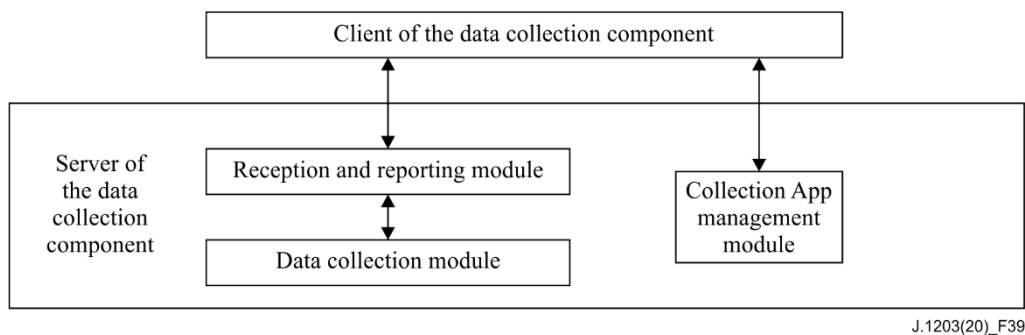 Client of the data collection component
Server of
the data
collection
component
Reception and reporting module
Data collection module
Collection App
management
module
J.1203(20)_F39